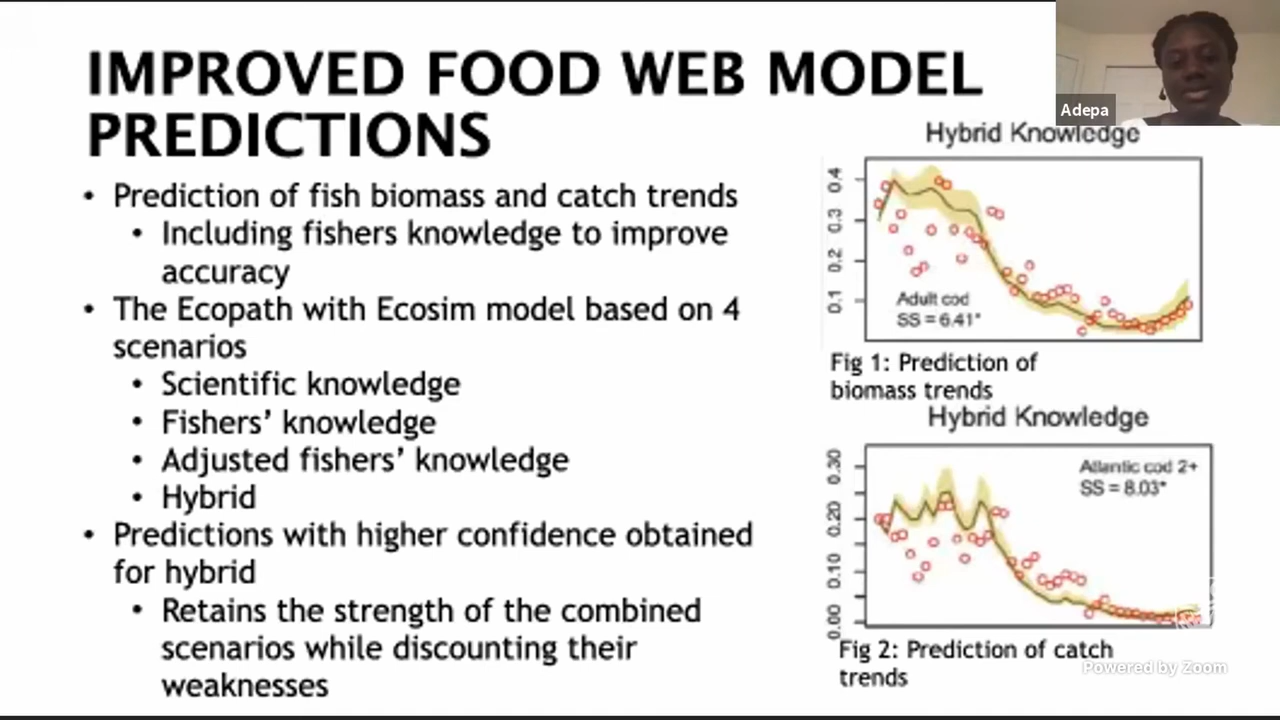 IMPROVED FOOD WEB MODEL
PREDICTIONS
• Prediction of fish biomass and catch trends
• Including fishers knowledge to improve
accuracy
• The Ecopath with Ecosim model based on 4
scenarios
• Scientific knowledge
• Fishers’ knowledge
• Adjusted fishers’ knowledge
• Hybrid
• Predictions with higher confidence obtained
for hybrid
• Retains the strength of the combined
scenarios while discounting their
weaknesses
Adepa
Hybrid Knowledge
0.4
0.3
0.2
0.1
Adult cod
SS = 6.41*
Fig 1: Prediction of
biomass trends
Hybrid Knowledge
0.30
0.20
0.10
0.00
Atlantic cod 2+
SS = 8.03*
Fig 2: Prediction of catch
trends
Powered by Zoom